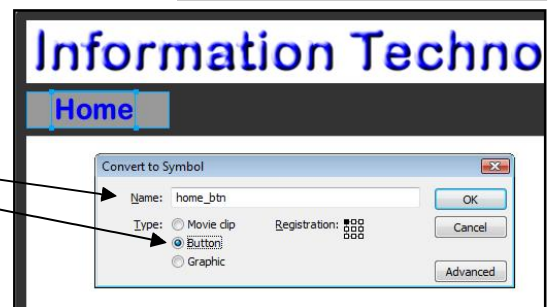 Information Techno
Home
Convert to Symbol
Name: home_btn
OK
Type: Movie clip Registration: Cancel
Button
Graphic
Advanced